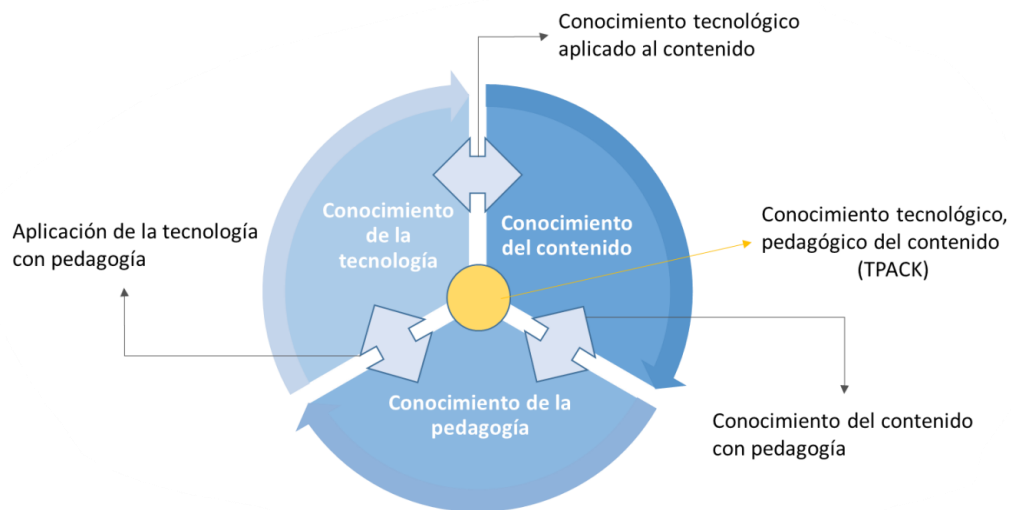 Conocimiento tecnológico
aplicado al contenido
Conocimiento
de la
tecnología
Conocimiento
del contenido
Aplicación de la tecnología
con pedagogía
Conocimiento tecnológico,
pedagógico del contenido
(TPACK)
Conocimiento de la
pedagogía
Conocimiento del contenido
con pedagogía